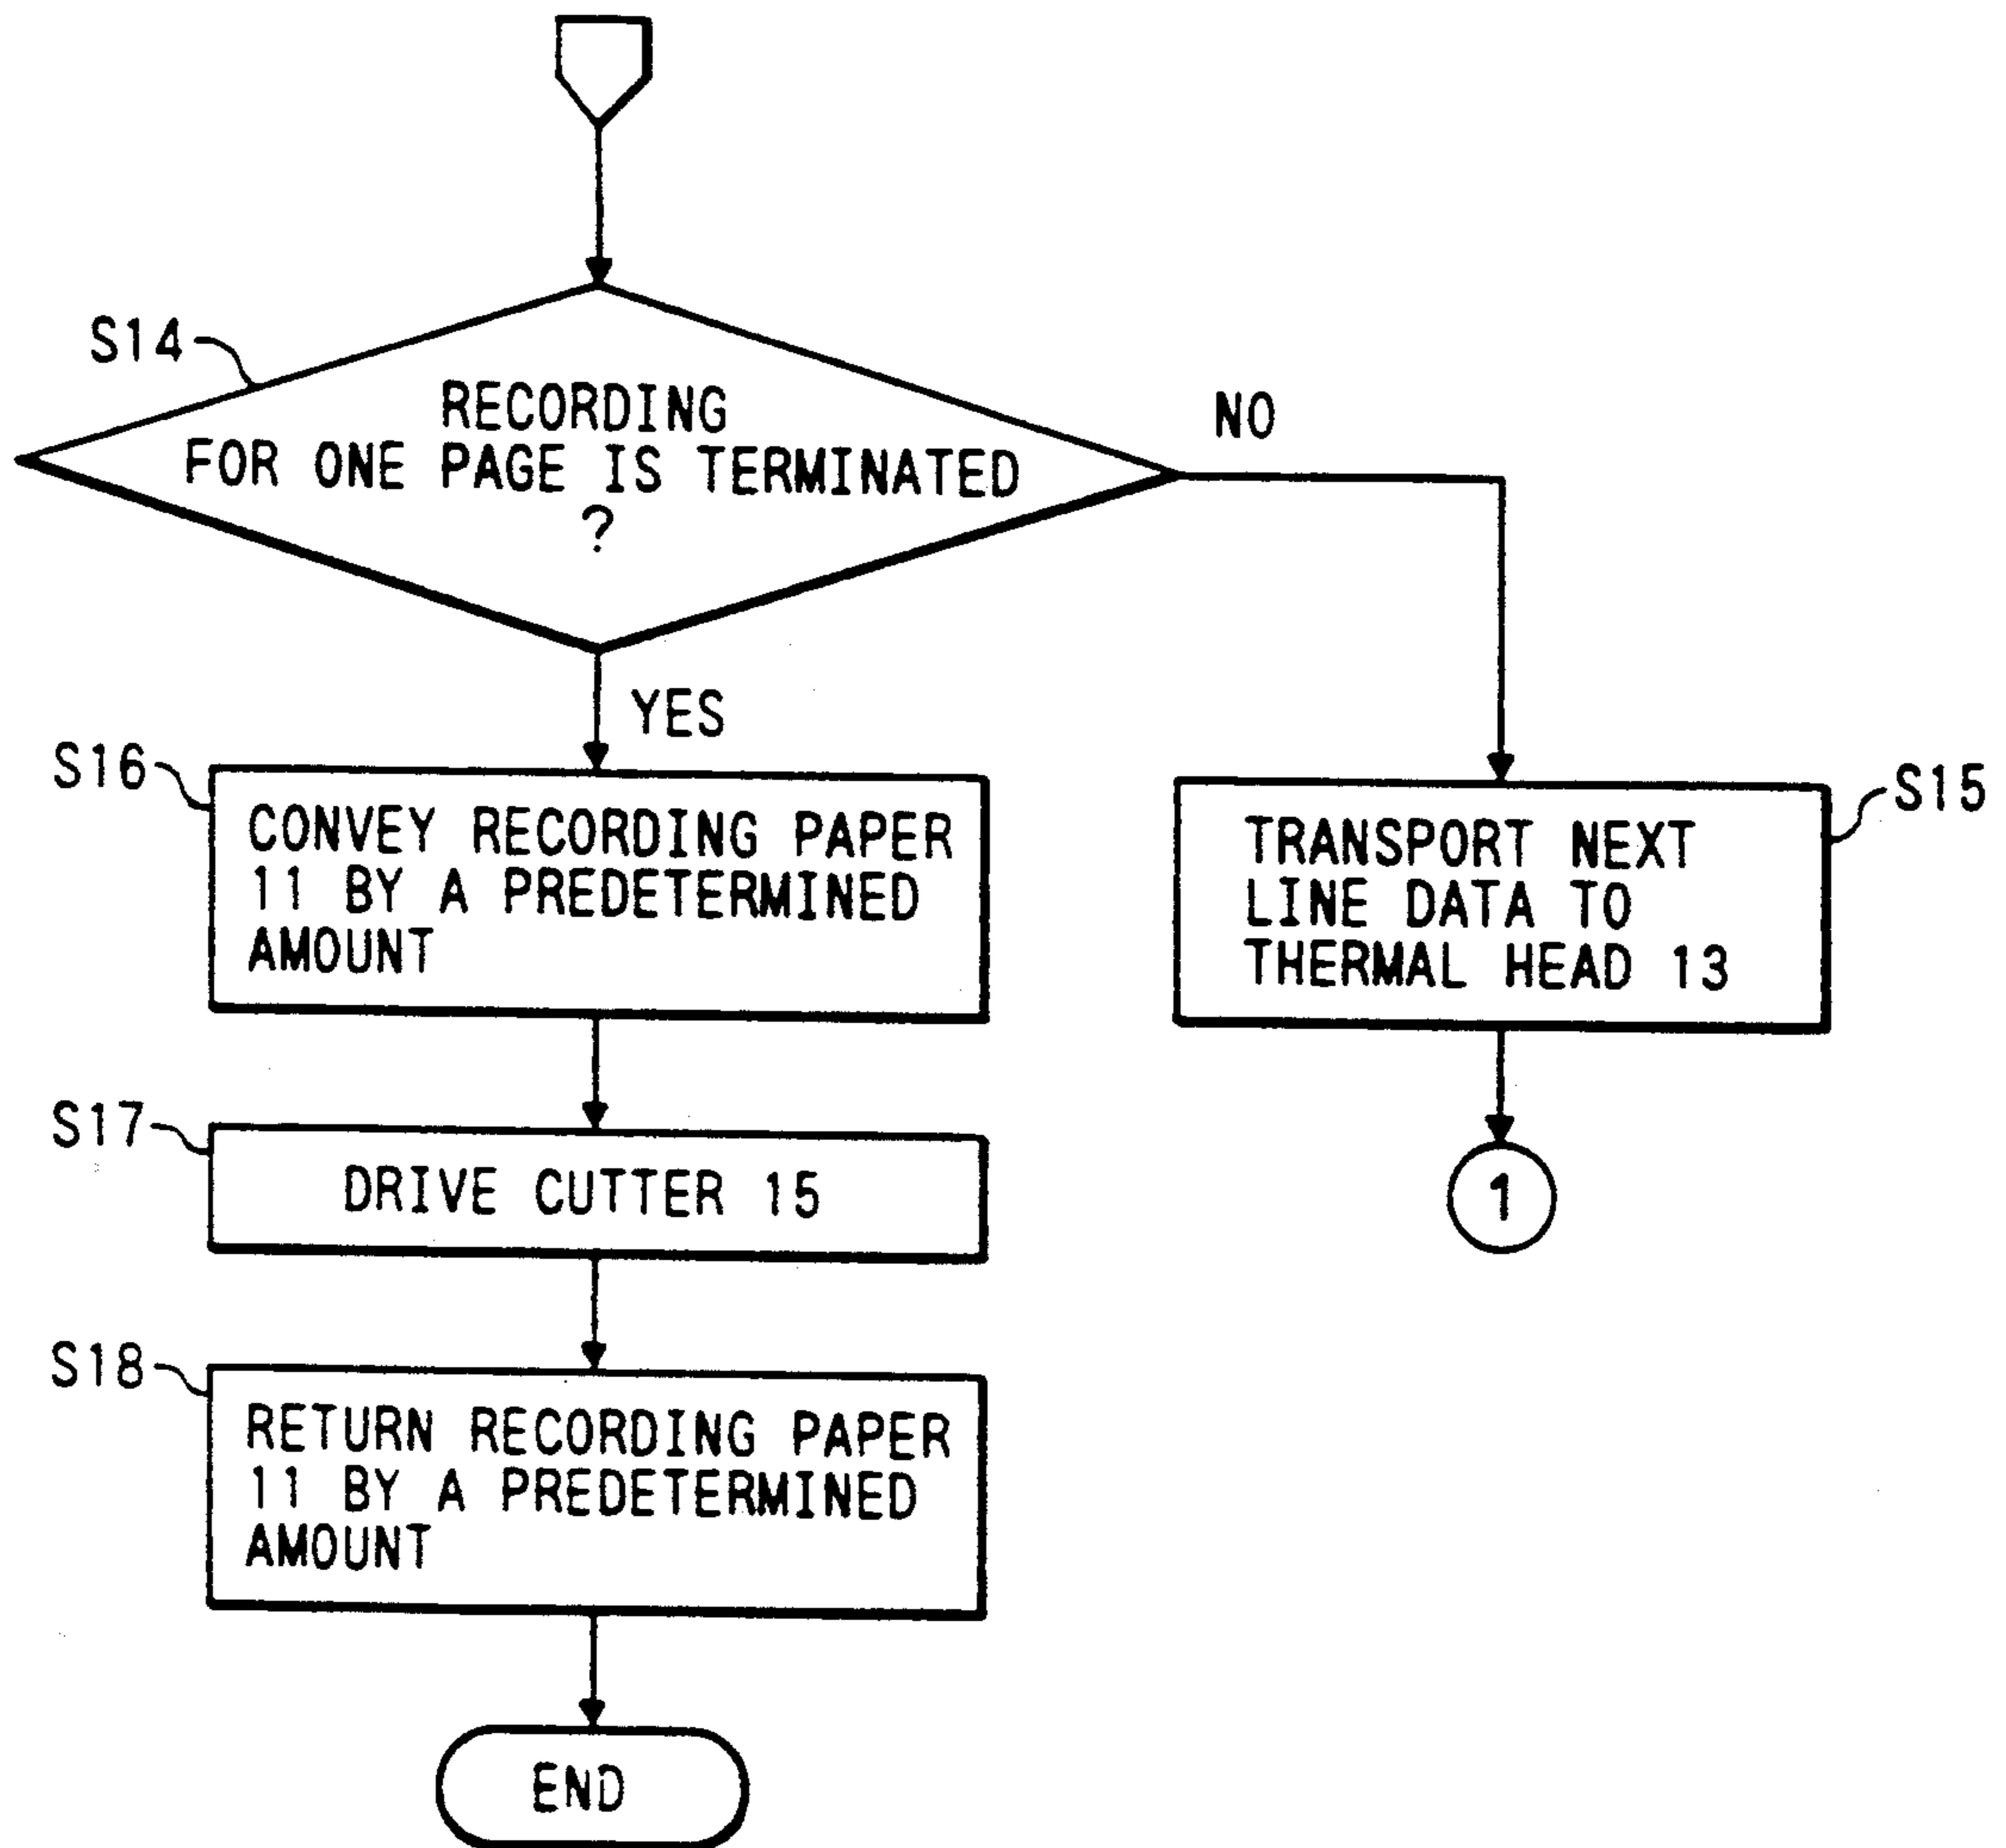 S14
RECORDING
FOR ONE PAGE IS TERMINATED
?
NO
YES
S16
CONVEY RECORDING PAPER
11 BY A PREDETERMINED
AMOUNT
S15
TRANSPORT NEXT
LINE DATA TO
THERMAL HEAD 13
S17
DRIVE CUTTER 15
1
S18
RETURN RECORDING PAPER
11 BY A PREDETERMINED
AMOUNT
END